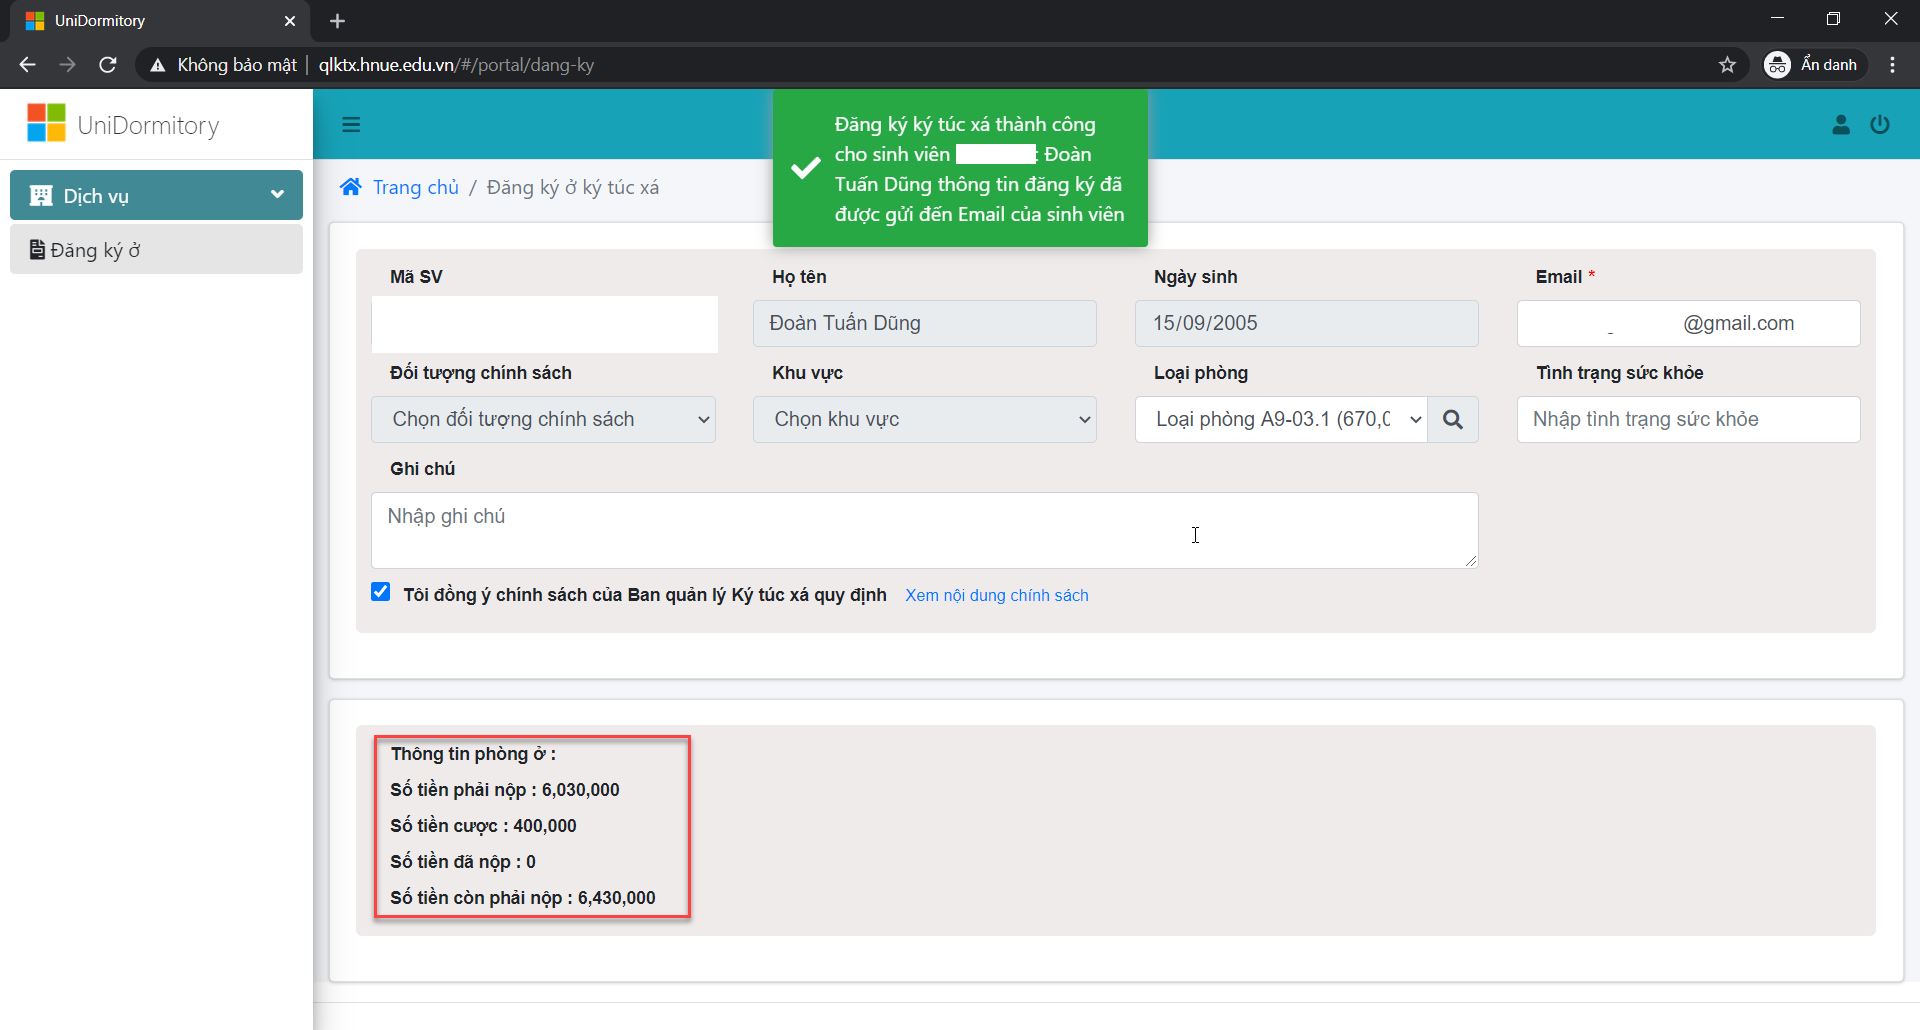 UniDormitory
Không bảo mật
qlktx.hnue.edu.vn/#/portal/dang-ky
Ẩn danh
UniDormitory
Dịch vụ
Đăng ký ở
Trang chủ / Đăng ký ở ký túc xá
Đăng ký ký túc xá thành công
cho sinh viên : Đoàn
Tuấn Dũng thông tin đăng ký đã
được gửi đến Email của sinh viên
Mã SV
Họ tên
Ngày sinh
Email *
Đoàn Tuấn Dũng
15/09/2005
@gmail.com
Đối tượng chính sách
Khu vực
Loại phòng
Tình trạng sức khỏe
Chọn đối tượng chính sách
Chọn khu vực
Loại phòng A9-03.1 (670,0
Nhập tình trạng sức khỏe
Ghi chú
Nhập ghi chú
Tôi đồng ý chính sách của Ban quản lý Ký túc xá quy định Xem nội dung chính sách
Thông tin phòng ở :
Số tiền phải nộp : 6,030,000
Số tiền cược : 400,000
Số tiền đã nộp : 0
Số tiền còn phải nộp : 6,430,000